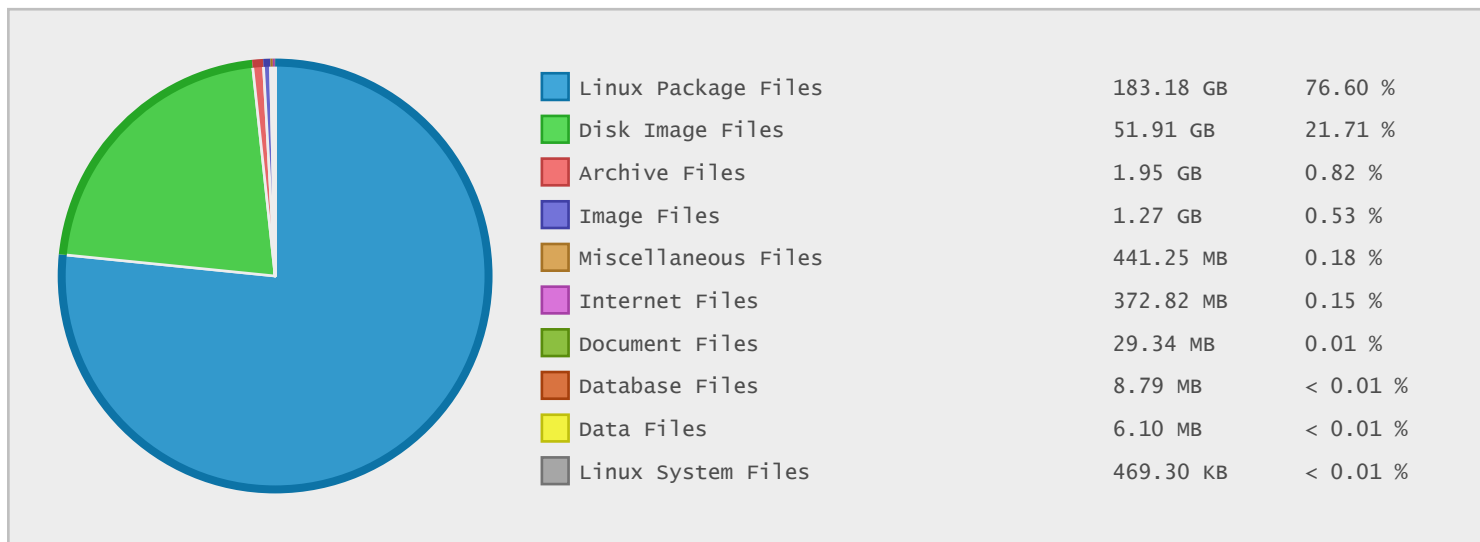 Linux Package Files 183.18 GB 76.60 %
Disk Image Files 51.91 GB 21.71 %
Archive Files 1.95 GB 0.82 %
Image Files 1.27 GB 0.53 %
Miscellaneous Files 441.25 MB 0.18 %
Internet Files 372.82 MB 0.15 %
Document Files 29.34 MB 0.01 %
Database Files 8.79 MB < 0.01 %
Data Files 6.10 MB < 0.01 %
Linux System Files 469.30 KB < 0.01 %